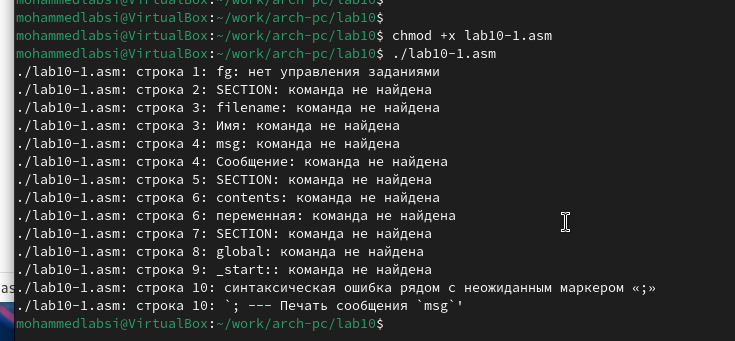 mohammedlabsi@VirtualBox:~/work/arch-pc/lab10$
mohammedlabsi@VirtualBox:~/work/arch-pc/lab10$ chmod +x lab10-1.asm
mohammedlabsi@VirtualBox:~/work/arch-pc/lab10$ ./lab10-1.asm
./lab10-1.asm: строка 1: fg: нет управления заданиями
./lab10-1.asm: строка 2: SECTION: команда не найдена
./lab10-1.asm: строка 3: filename: команда не найдена
./lab10-1.asm: строка 3: Имя: команда не найдена
./lab10-1.asm: строка 4: msg: команда не найдена
./lab10-1.asm: строка 4: Сообщение: команда не найдена
./lab10-1.asm: строка 5: SECTION: команда не найдена
./lab10-1.asm: строка 6: contents: команда не найдена
./lab10-1.asm: строка 6: переменная: команда не найдена
./lab10-1.asm: строка 7: SECTION: команда не найдена
./lab10-1.asm: строка 8: global: команда не найдена
./lab10-1.asm: строка 9: _start:: команда не найдена
./lab10-1.asm: строка 10: синтаксическая ошибка рядом с неожиданным маркером «;»
./lab10-1.asm: строка 10: `; --- Печать сообщения `msg`'
mohammedlabsi@VirtualBox:~/work/arch-pc/lab10$